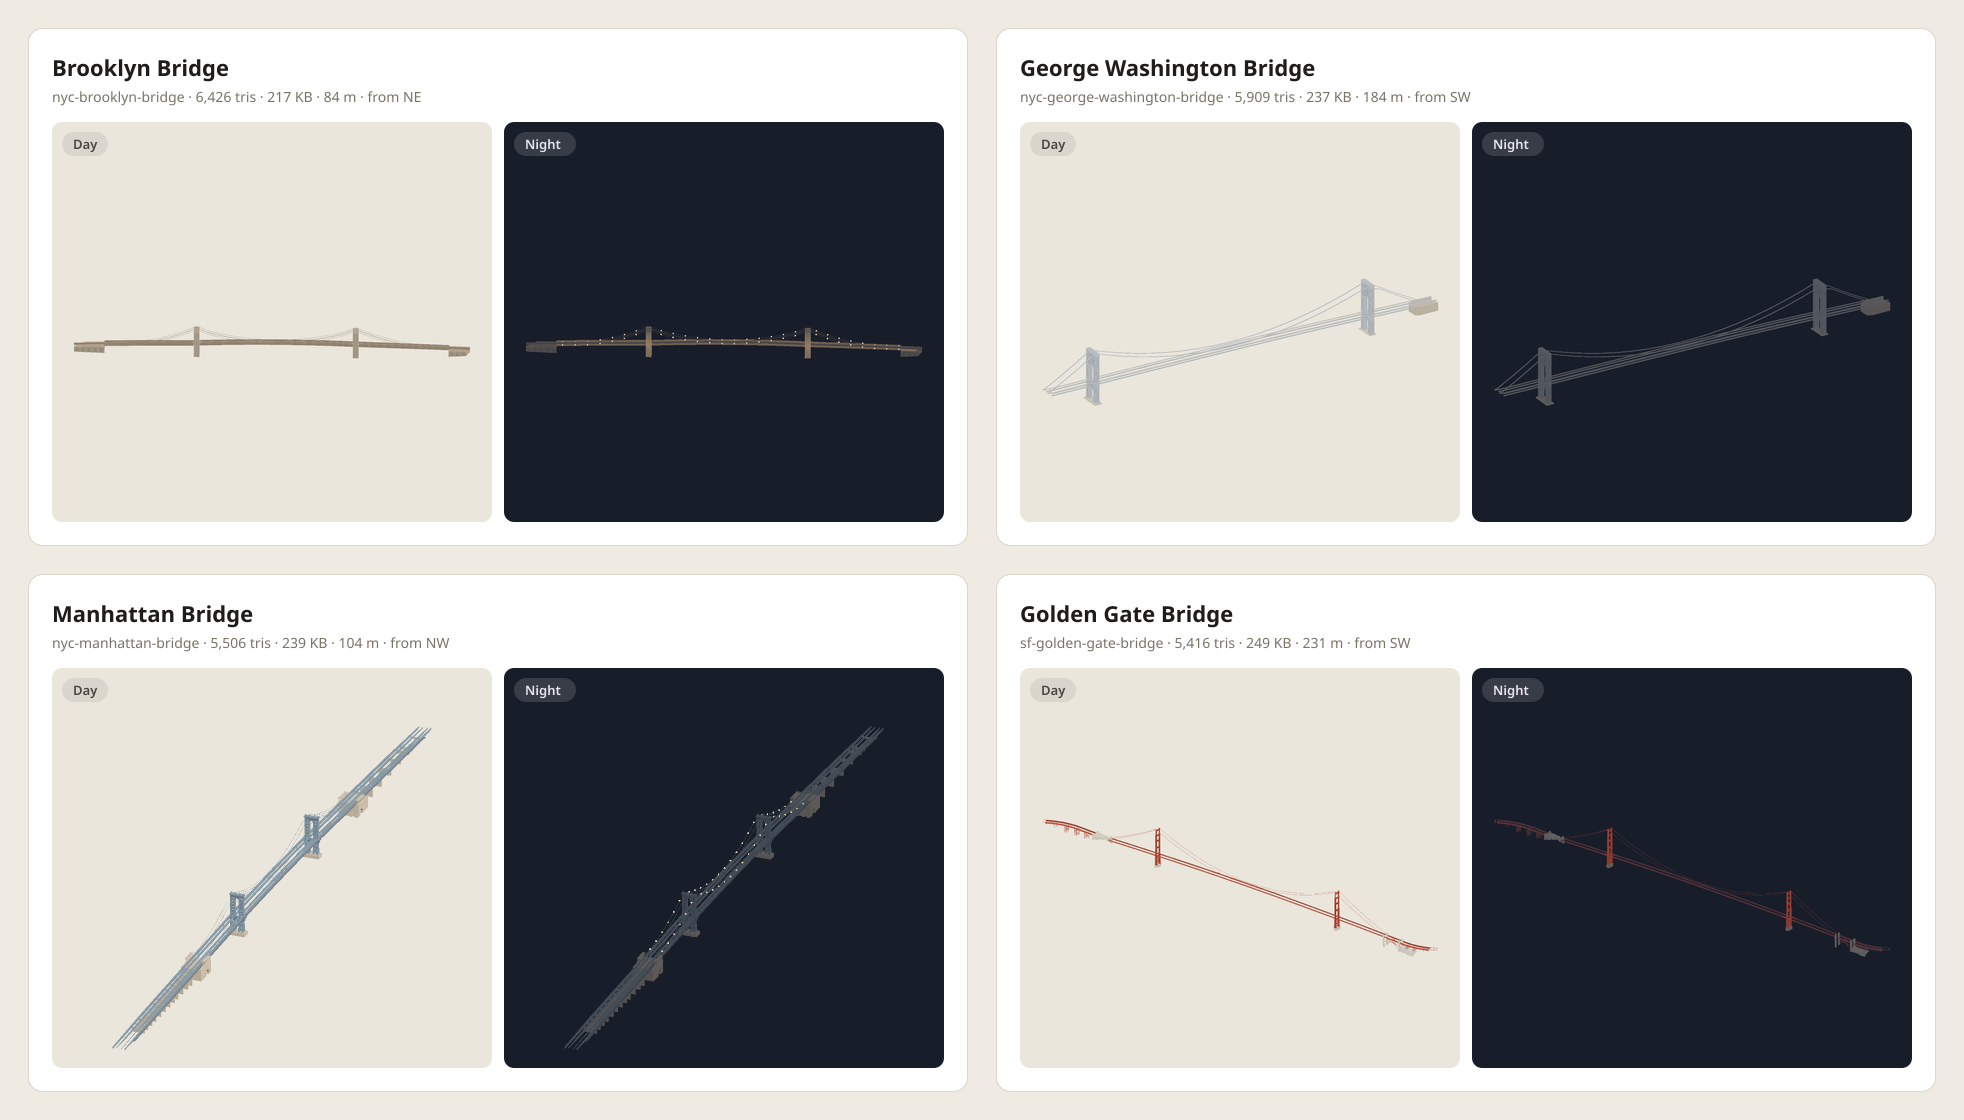 Brooklyn Bridge
nyc-brooklyn-bridge · 6,426 tris · 217 KB · 84 m · from NE
Day
Night
George Washington Bridge
nyc-george-washington-bridge · 5,909 tris · 237 KB · 184 m · from SW
Day
Night
Manhattan Bridge
nyc-manhattan-bridge · 5,506 tris · 239 KB · 104 m · from NW
Day
Night
Golden Gate Bridge
sf-golden-gate-bridge · 5,416 tris · 249 KB · 231 m · from SW
Day
Night